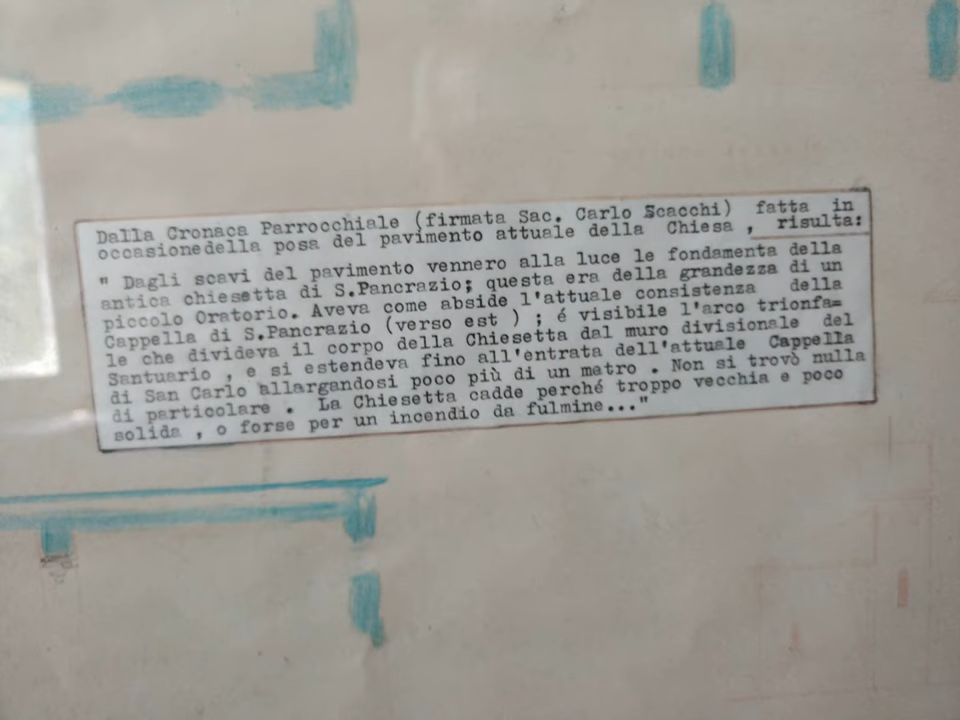 Dalla Cronaca Parrocchiale (firmata Sac. Carlo Scacchi) fatta in
occasionedella posa del pavimento attuale della Chiesa , risulta:
" Dagli scavi del pavimento vennero alla luce le fondamenta della
antica chiesetta di S.Pancrazio; questa era della grandezza di un
piccolo Oratorio. Aveva come abside l'attuale consistenza della
Cappella di S.Pancrazio (verso est ) ; é visibile l'arco trionfa=
le che divideva il corpo della Chiesetta dal muro divisionale del
Santuario , e si estendeva fino all'entrata dell'attuale Cappella
di San Carlo allargandosi poco più di un metro . Non si trovò nulla
di particolare . La Chiesetta cadde perché troppo vecchia e poco
solida , o forse per un incendio da fulmine..."